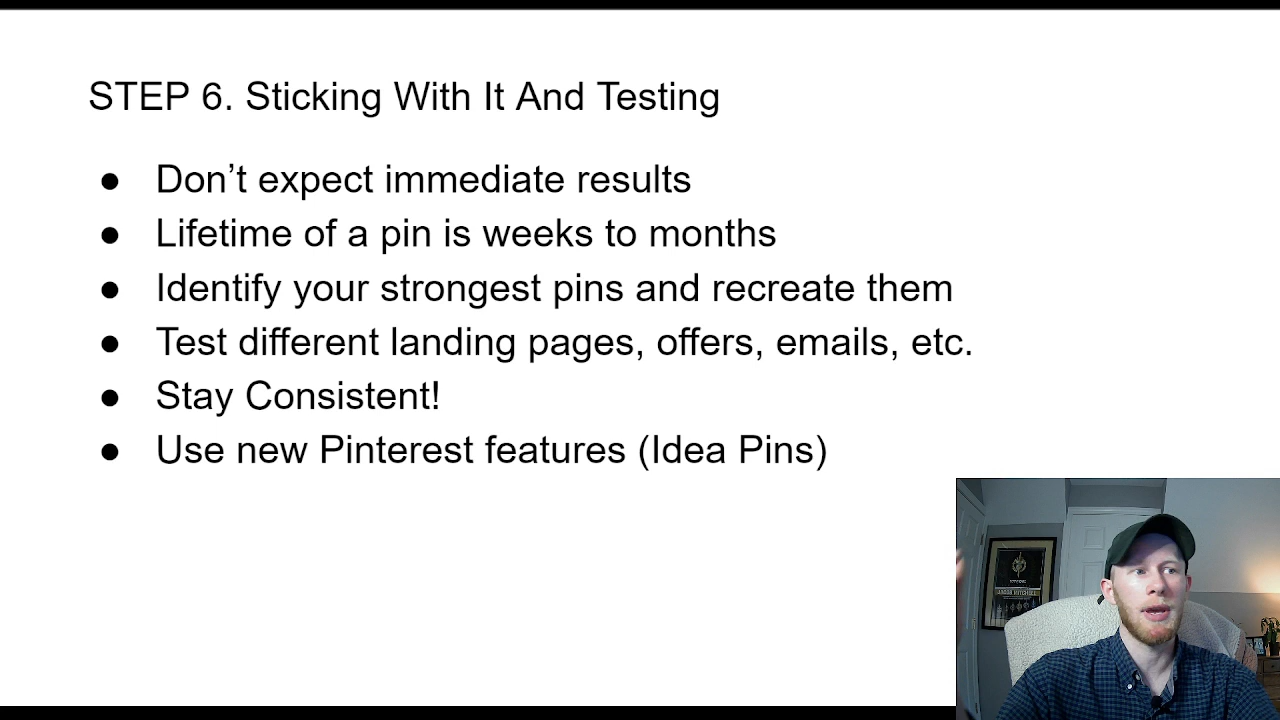 STEP 6. Sticking With It And Testing
● Don’t expect immediate results
● Lifetime of a pin is weeks to months
● Identify your strongest pins and recreate them
● Test different landing pages, offers, emails, etc.
● Stay Consistent!
● Use new Pinterest features (Idea Pins)